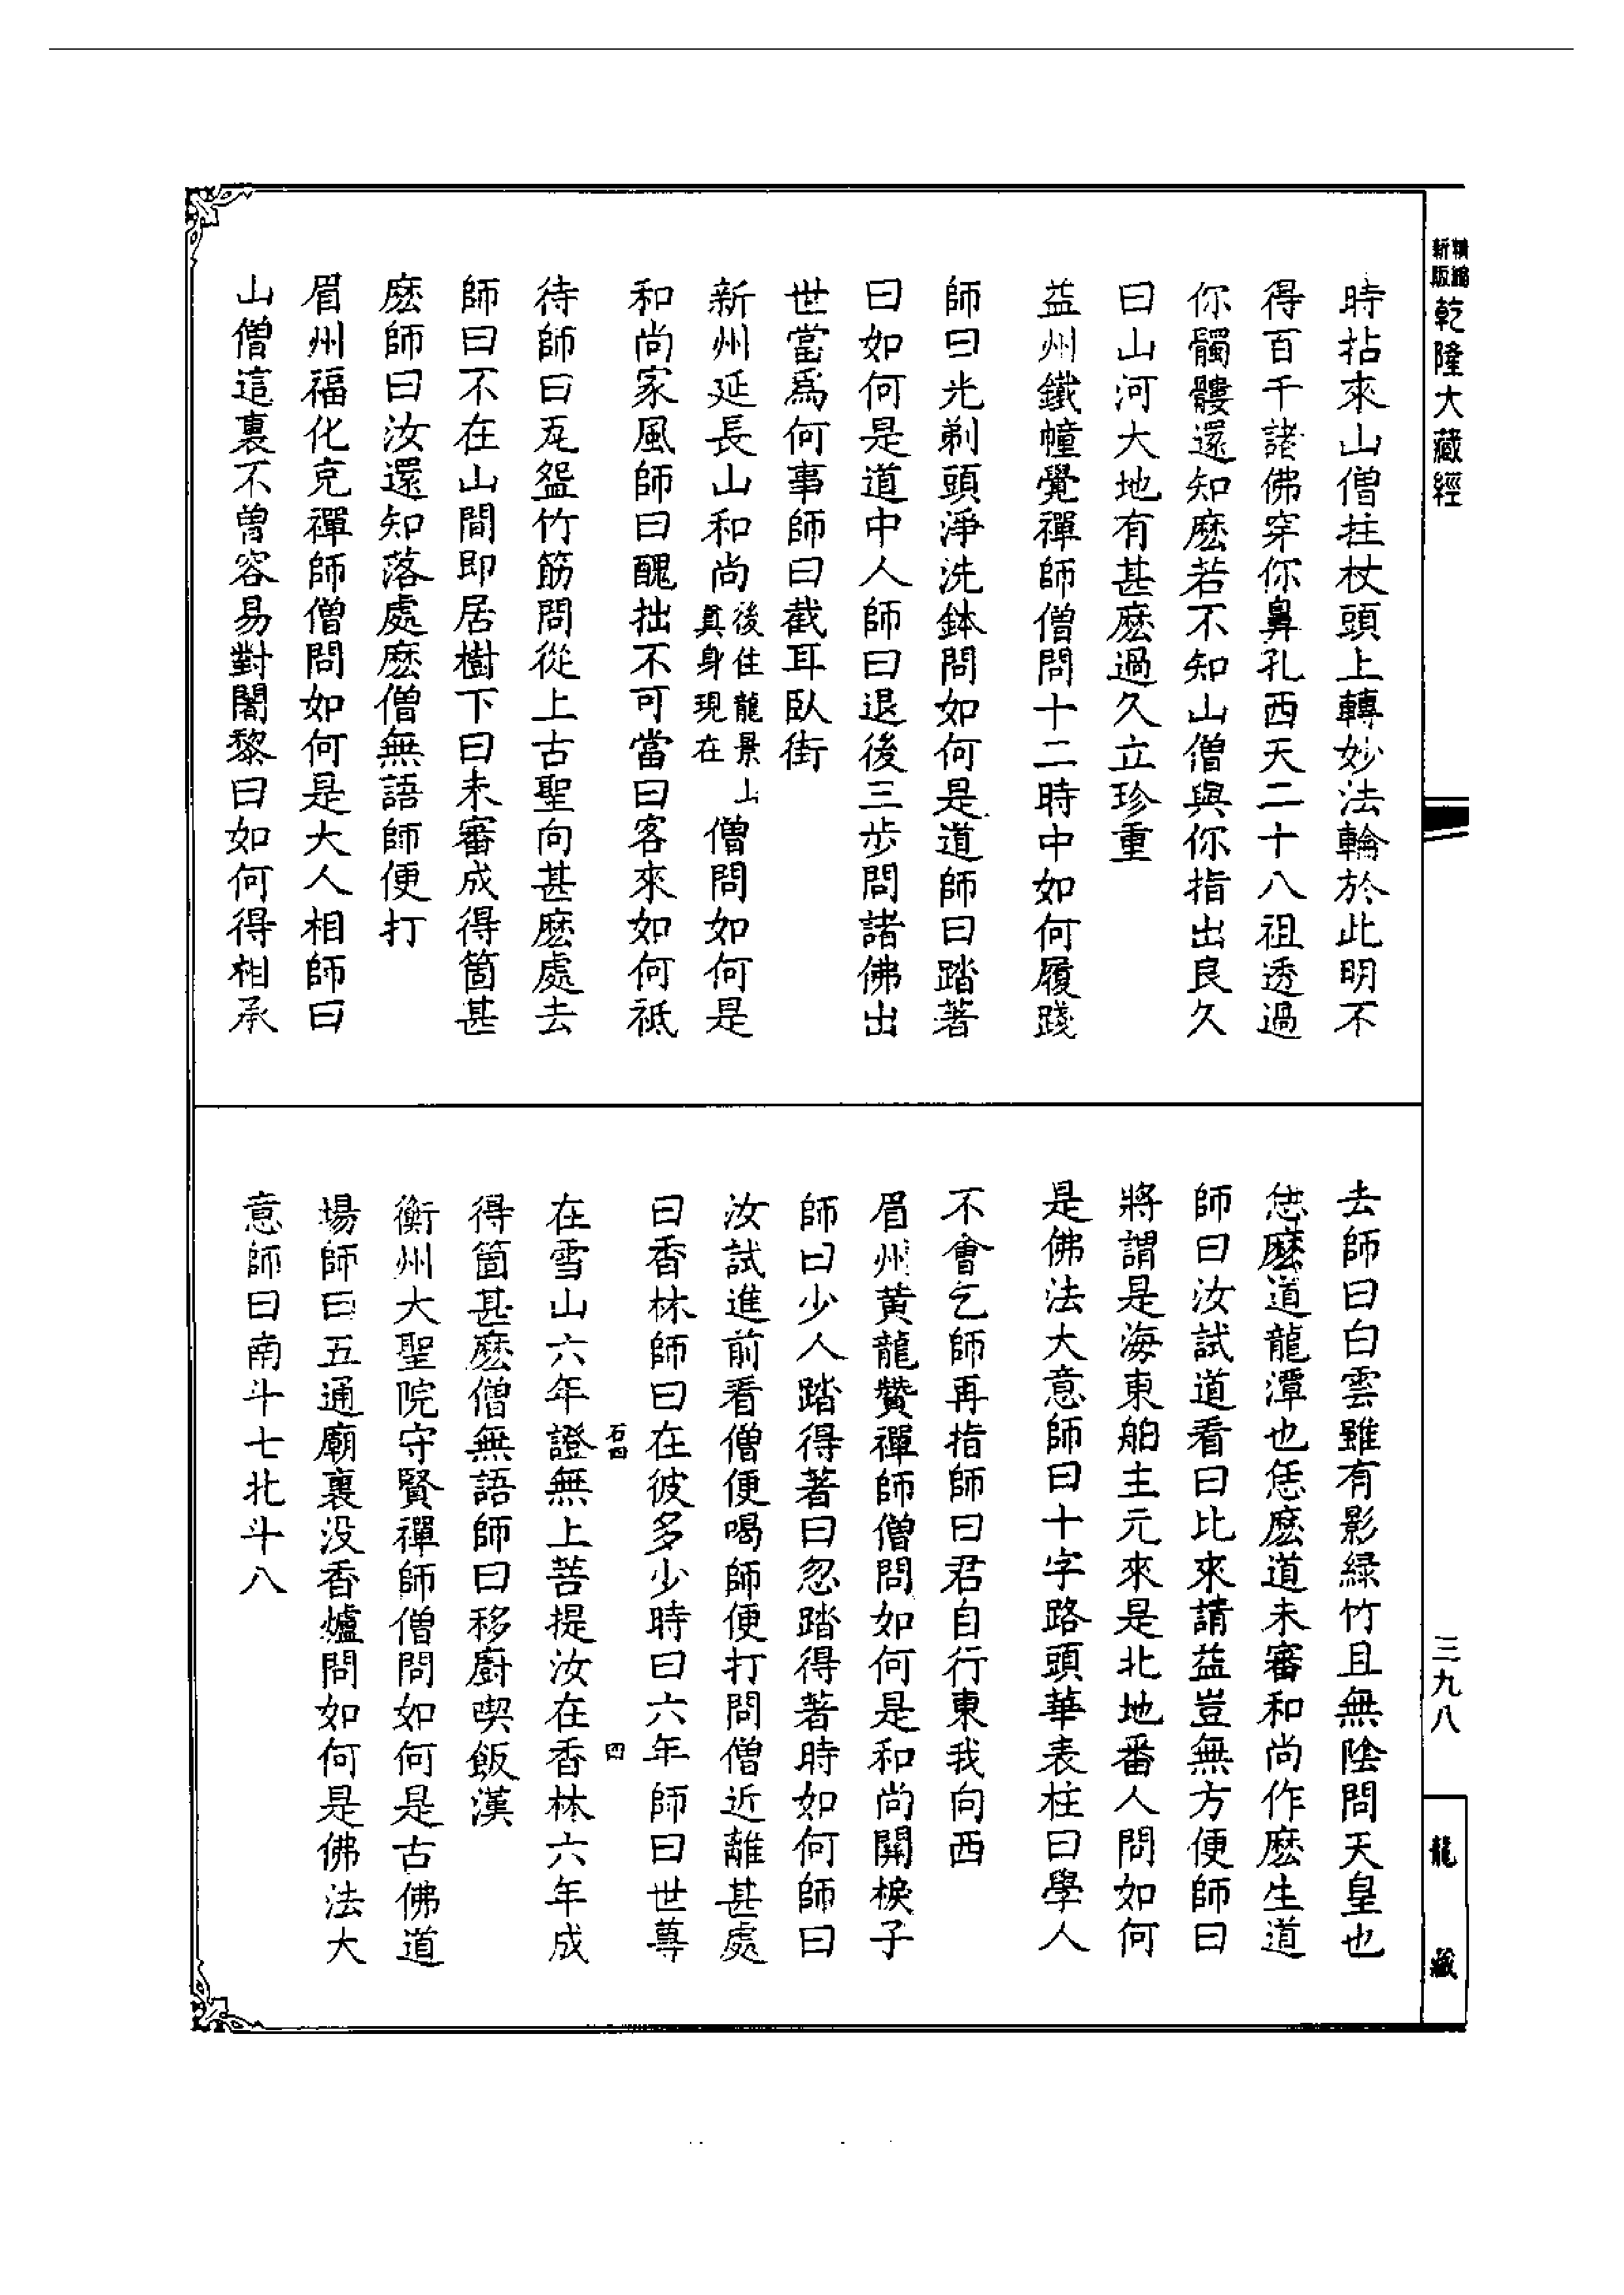 精縮新版乾隆大藏經
時拈來山僧拄杖頭上轉妙法輪於此明不
得百千諸佛穿你鼻孔西天二十八祖透過
你髑髏還知麽若不知山僧與你指出良久
曰山河大地有甚麽過久立珍重
益州鐵幢覺禪師僧問十二時中如何履踐
師曰光剃頭淨洗鉢問如何是道師曰踏著
曰如何是道中人師曰退後三步問諸佛出
世當爲何事師曰截耳臥街
新州延長山和尚後住龍景山真身現在僧問如何是
和尚家風師曰醜拙不可當曰客來如何祇
待師曰瓦盌竹筯問從上古聖向甚麽處去
師曰不在山間即居樹下曰未審成得箇甚
麽師曰汝還知落處麽僧無語師便打
眉州福化充禪師僧問如何是大人相師曰
山僧這裏不曾容易對闍黎曰如何得相承
去師曰白雲雖有影綠竹且無陰問天皇也
恁麽道龍潭也恁麽道未審和尚作麽生道
師曰汝試道看曰比來請益豈無方便師曰
將謂是海東舶主元來是北地番人問如何
是佛法大意師曰十字路頭華表柱曰學人
不會乞師再指師曰君自行東我向西
眉州黃龍贊禪師僧問如何是和尚關棙子
師曰少人踏得著曰忽踏得著時如何師曰
汝試進前看僧便喝師便打問僧近離甚處
曰香林師曰在彼多少時曰六年師曰世尊
石四
四
在雪山六年證無上菩提汝在香林六年成
得箇甚麽僧無語師曰移廚喫飯漢
衡州大聖院守賢禪師僧問如何是古佛道
場師曰五通廟裏没香爐問如何是佛法大
意師曰南斗七北斗八
三九八
龍藏